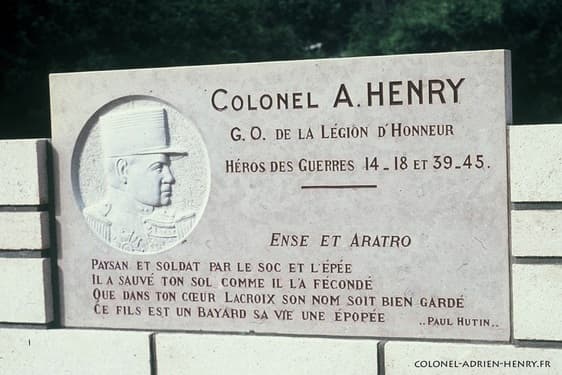 COLONEL A. HENRY
G. O. DE LA LÉGION D'HONNEUR
HÉROS DES GUERRES 14-18 ET 39-45.
ENSE ET ARATRO
PAYSAN ET SOLDAT PAR LE SOC ET L'ÉPÉE
IL A SAUVÉ TON SOL COMME IL L'A FÉCONDÉ
QUE DANS TON CŒUR LACROIX SON NOM SOIT BIEN GARDÉ
CE FILS EST UN BAYARD SA VIE UNE ÉPOPÉE
..PAUL HUTIN..
COLONEL-ADRIEN-HENRY.FR